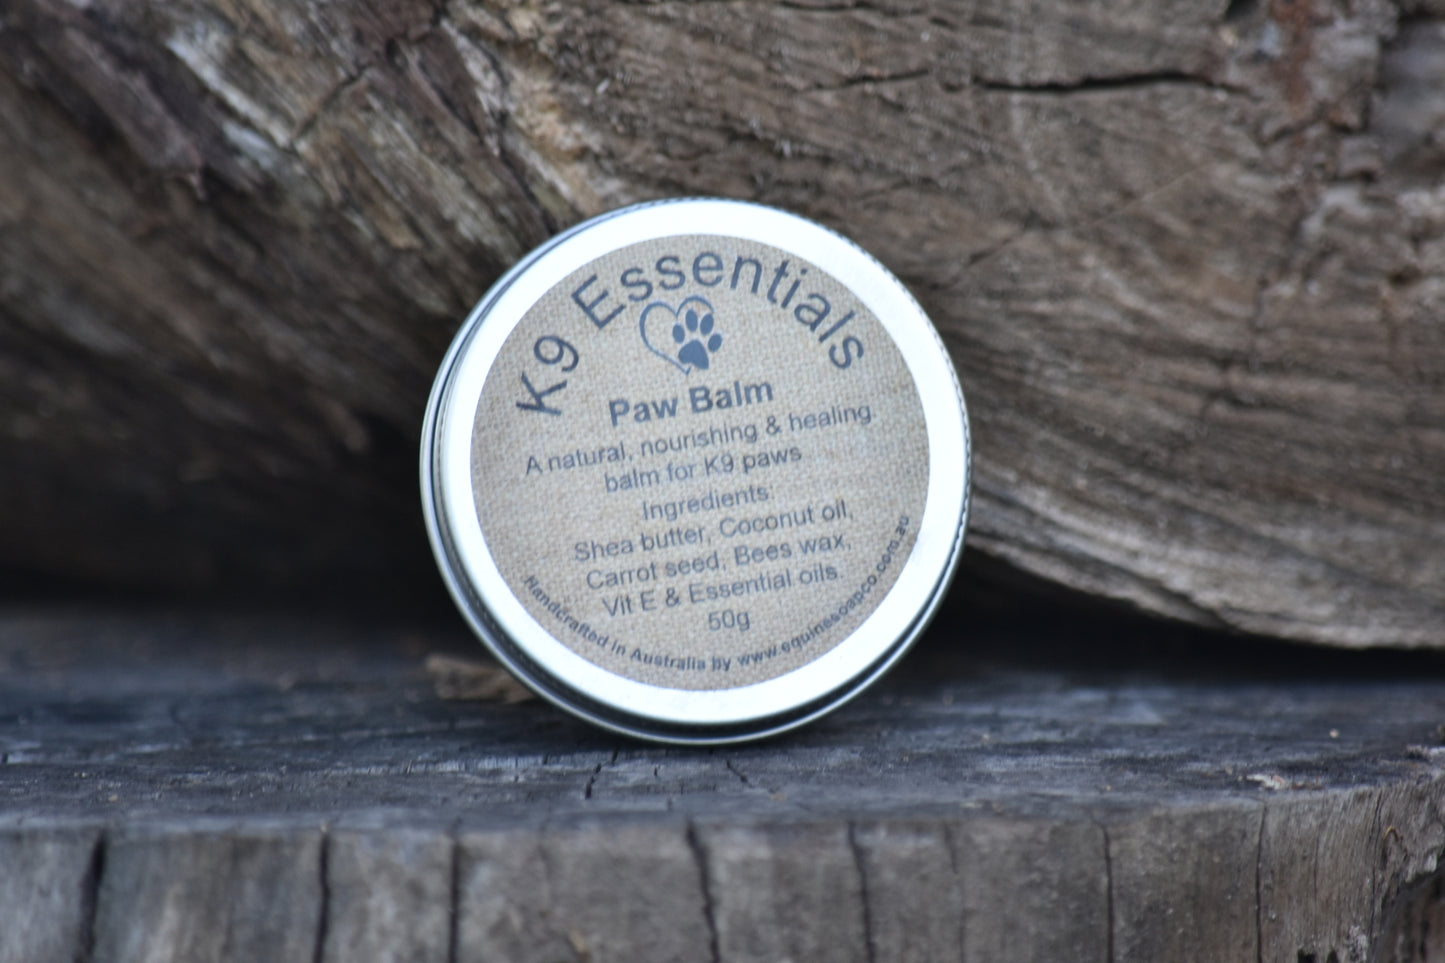 K9 Essentials
Paw Balm
A natural, nourishing & healing
balm for K9 paws
Ingredients:
Shea butter, Coconut oil,
Carrot seed, Bees wax,
Vit E & Essential oils.
50g
Handcrafted in Australia by www.equinesoapco.com.au